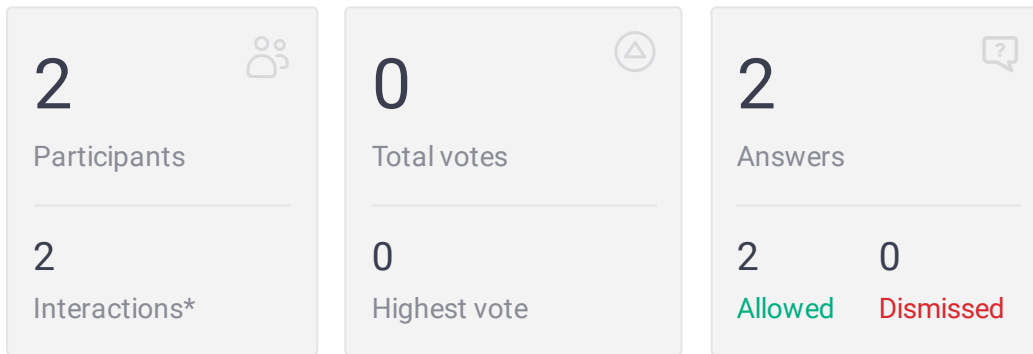 2
Participants
2
Interactions*
0
Total votes
0
Highest vote
?
2
Answers
2 0
Allowed Dismissed